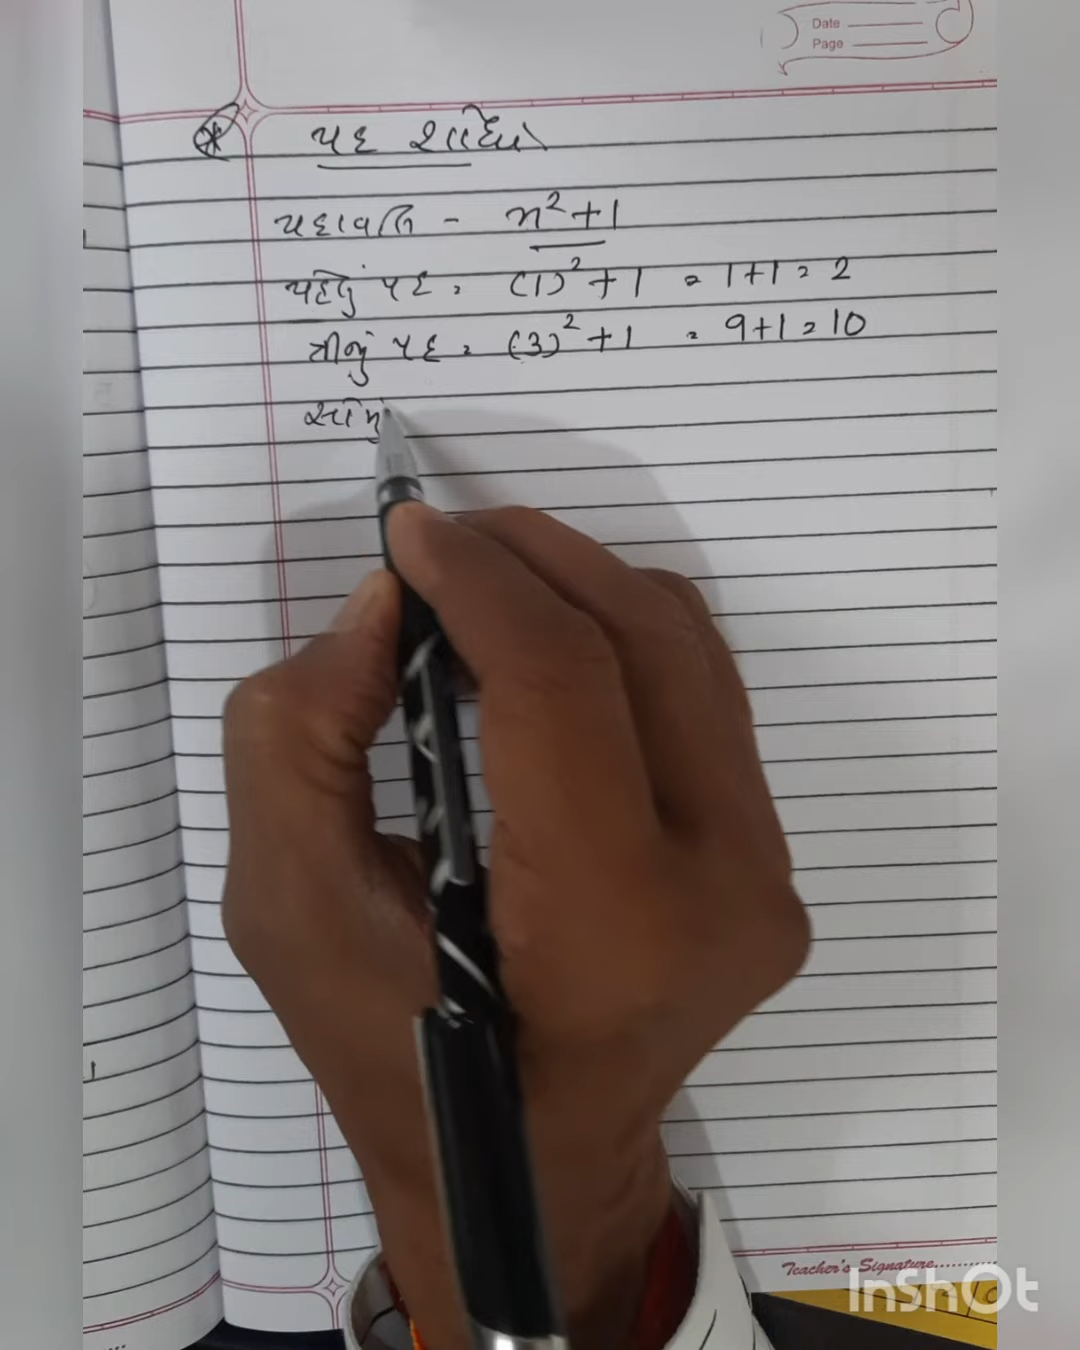 Date
Page
પદ શોધો
પદાવલિ - n²+1
પહેલું પદ = (1)²+1 = 1+1=2
ત્રીજું પદ = (3)²+1 = 9+1=10
સામું
Teacher's Signature............
InShOt